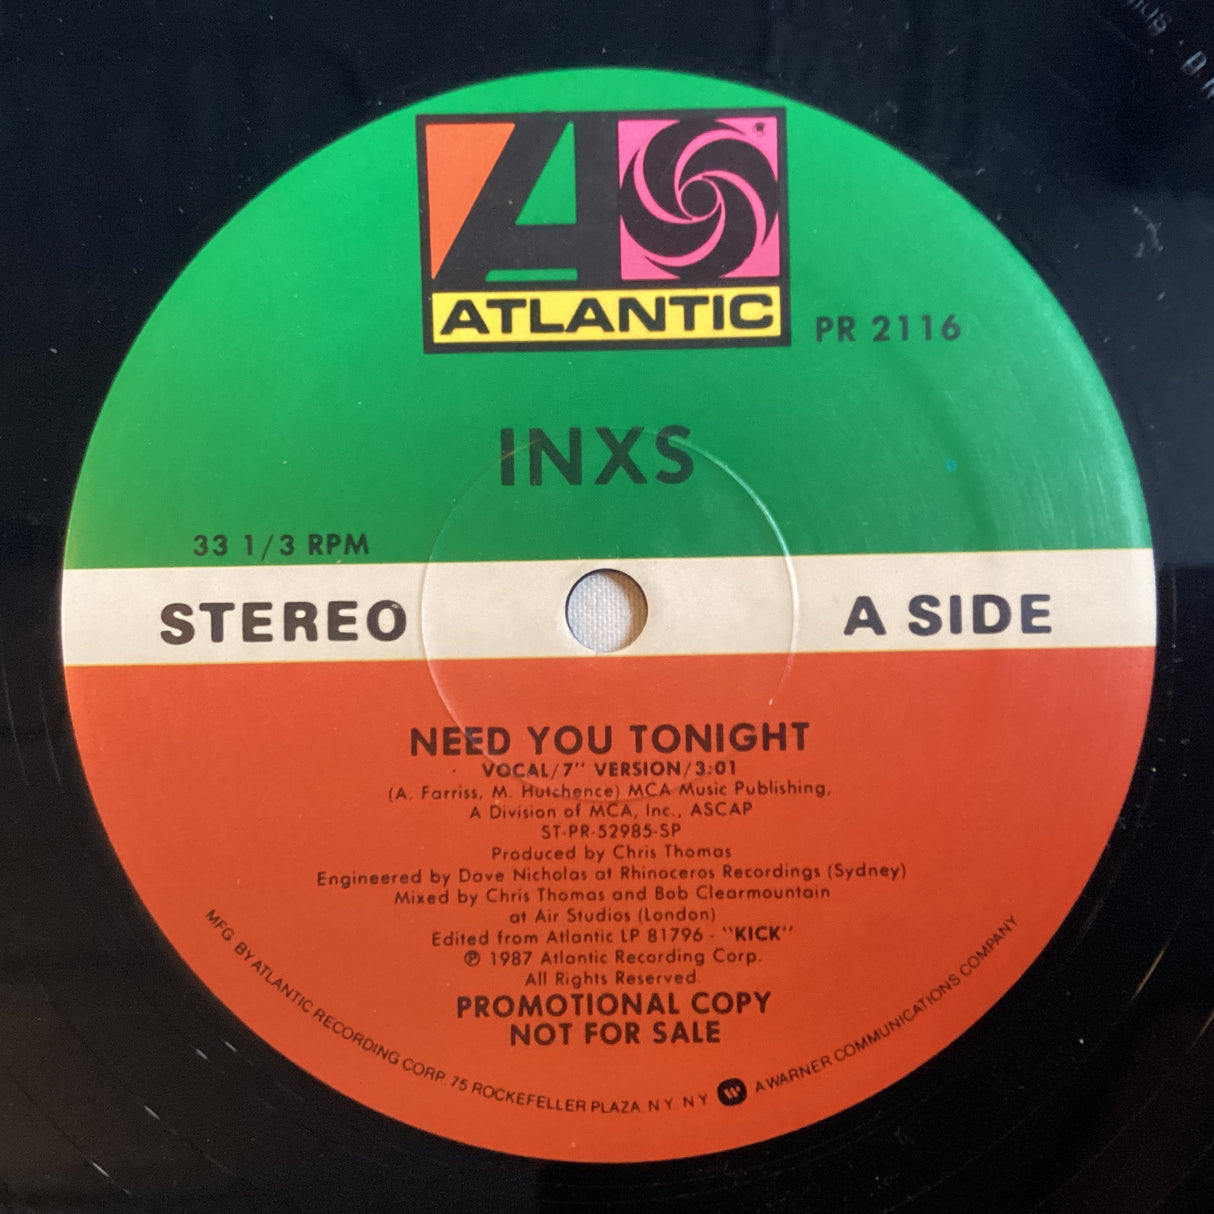 ATLANTIC
PR 2116
INXS
33 1/3 RPM
STEREO
A SIDE
NEED YOU TONIGHT
VOCAL/7" VERSION/3:01
(A. Farriss, M. Hutchence) MCA Music Publishing,
A Division of MCA, Inc., ASCAP
ST-PR-52985-SP
Produced by Chris Thomas
Engineered by Dave Nicholas at Rhinoceros Recordings (Sydney)
Mixed by Chris Thomas and Bob Clearmountain
at Air Studios (London)
Edited from Atlantic LP 81796 - "KICK"
℗ 1987 Atlantic Recording Corp.
All Rights Reserved.
PROMOTIONAL COPY
NOT FOR SALE
MFG. BY ATLANTIC RECORDING CORP. 75 ROCKEFELLER PLAZA. N.Y. N.Y. A WARNER COMMUNICATIONS COMPANY